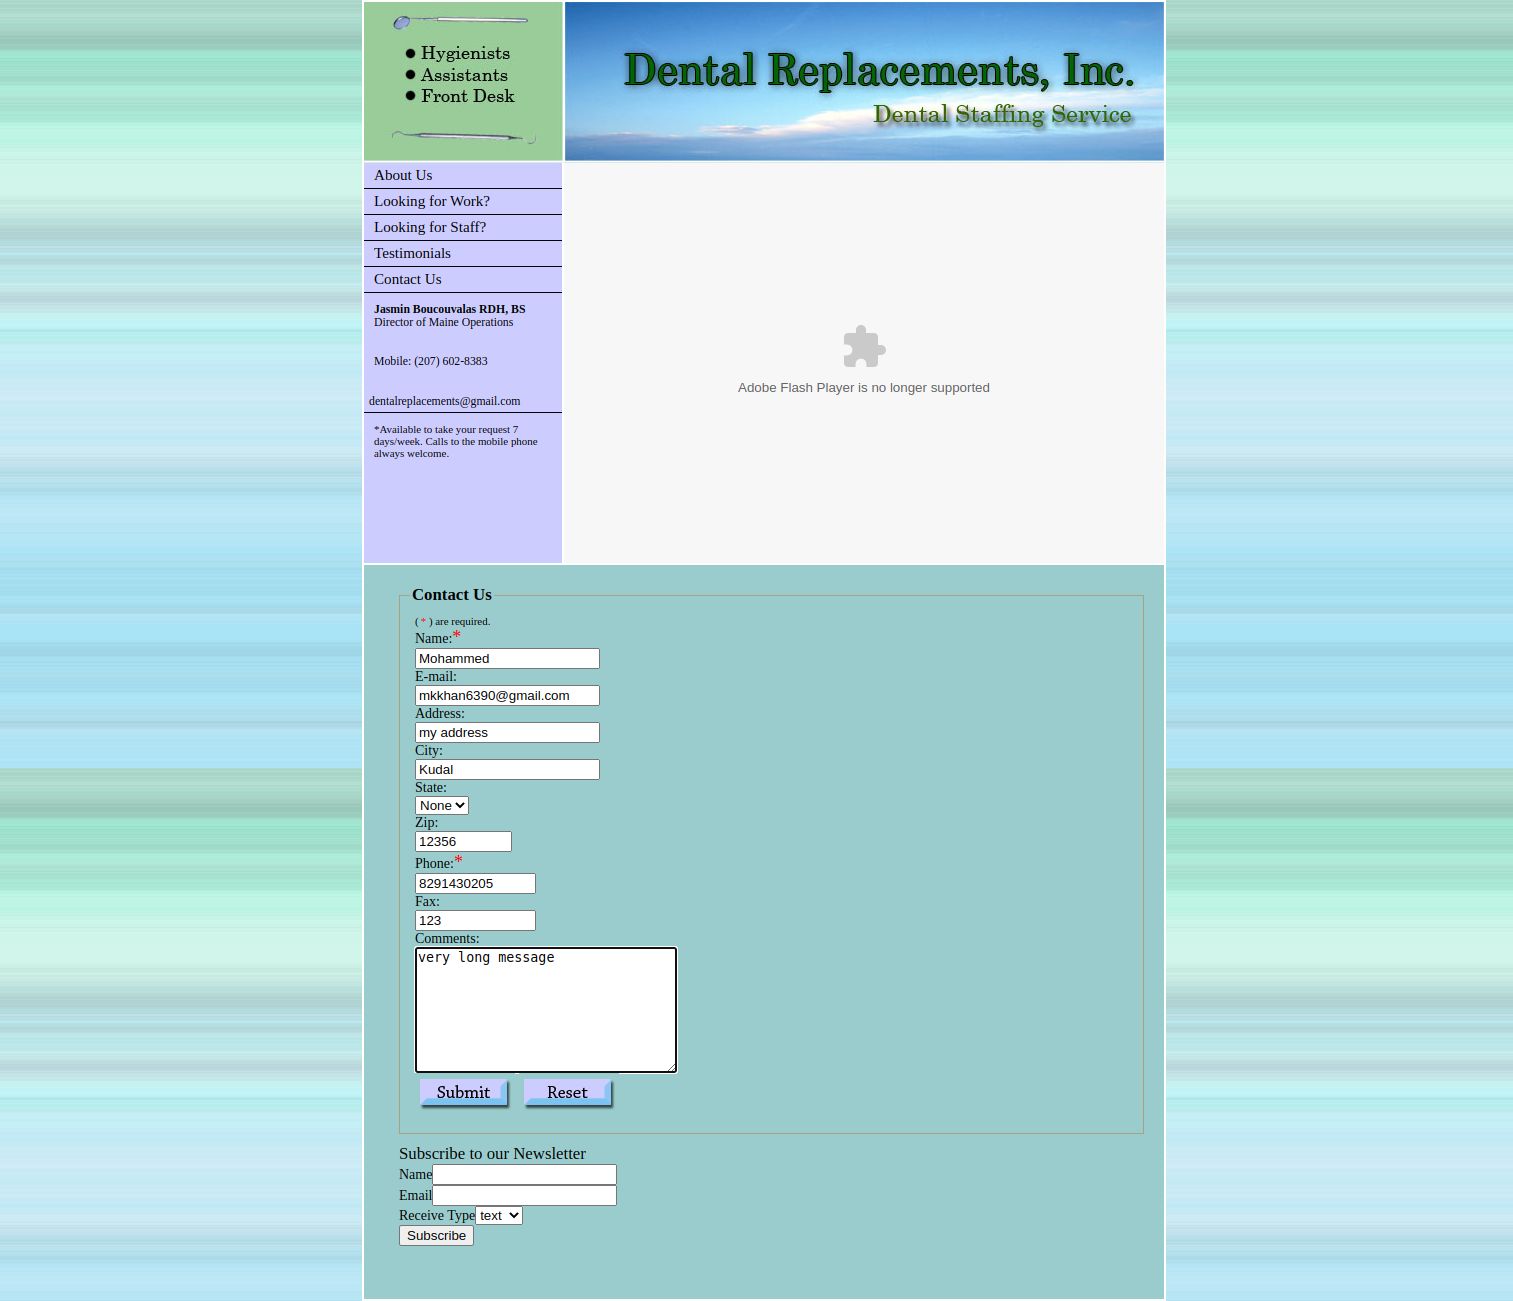 Hygienists
Assistants
Front Desk
Dental Replacements, Inc.
Dental Staffing Service
About Us
Looking for Work?
Looking for Staff?
Testimonials
Contact Us
Jasmin Boucouvalas RDH, BS
Director of Maine Operations
Mobile: (207) 602-8383
dentalreplacements@gmail.com
*Available to take your request 7
days/week. Calls to the mobile phone
always welcome.
Adobe Flash Player is no longer supported
Contact Us
( * ) are required.
Name:*
Mohammed
E-mail:
mkkhan6390@gmail.com
Address:
my address
City:
Kudal
State:
None
Zip:
12356
Phone:*
8291430205
Fax:
123
Comments:
very long message
Submit Reset
Subscribe to our Newsletter
Name
Email
Receive Type text
Subscribe